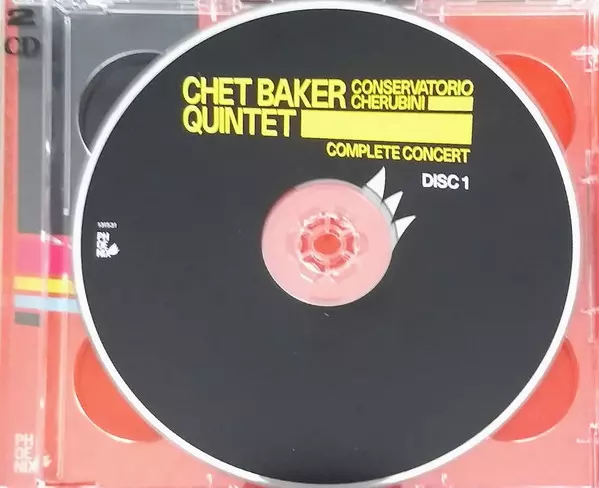 2
CD
CHET BAKER
QUINTET
CONSERVATORIO
CHERUBINI
COMPLETE CONCERT
DISC 1
PH
OE
NIX
PH
OE
NIX